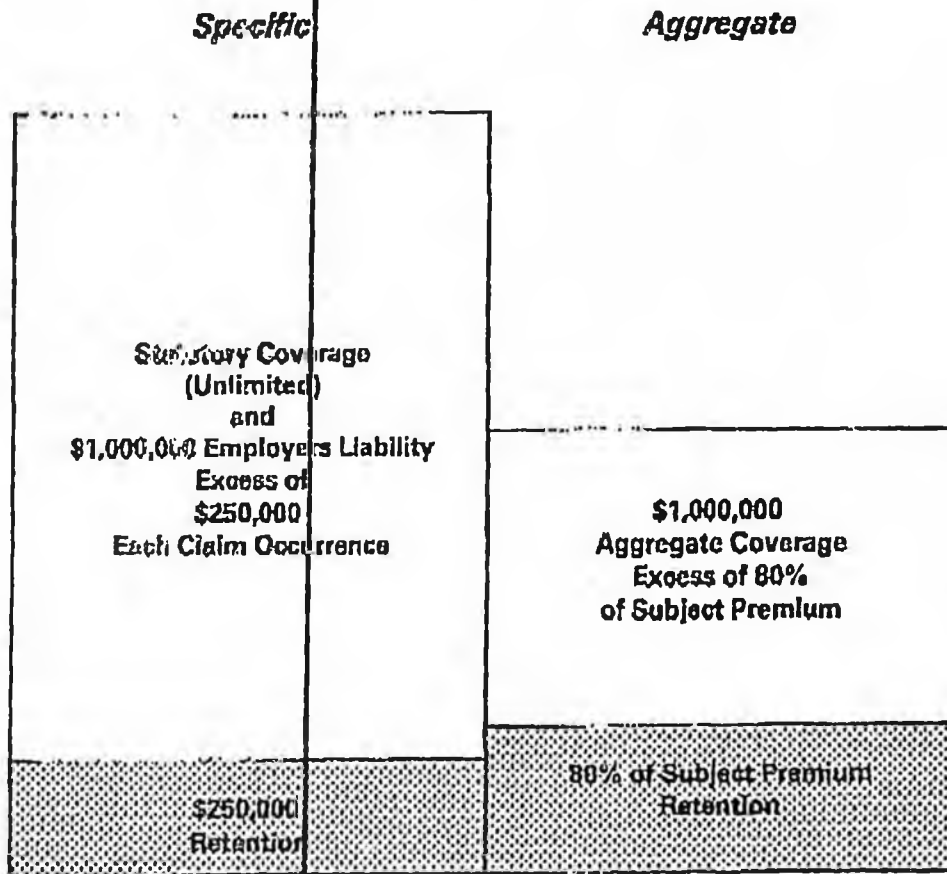 Specific
Aggregate
Statutory Coverage
(Unlimited)
and
$1,000,000 Employers Liability
Excess of
$250,000
Each Claim Occurrence
$1,000,000
Aggregate Coverage
Excess of 80%
of Subject Premium
$250,000
Retention
80% of Subject Premium
Retention